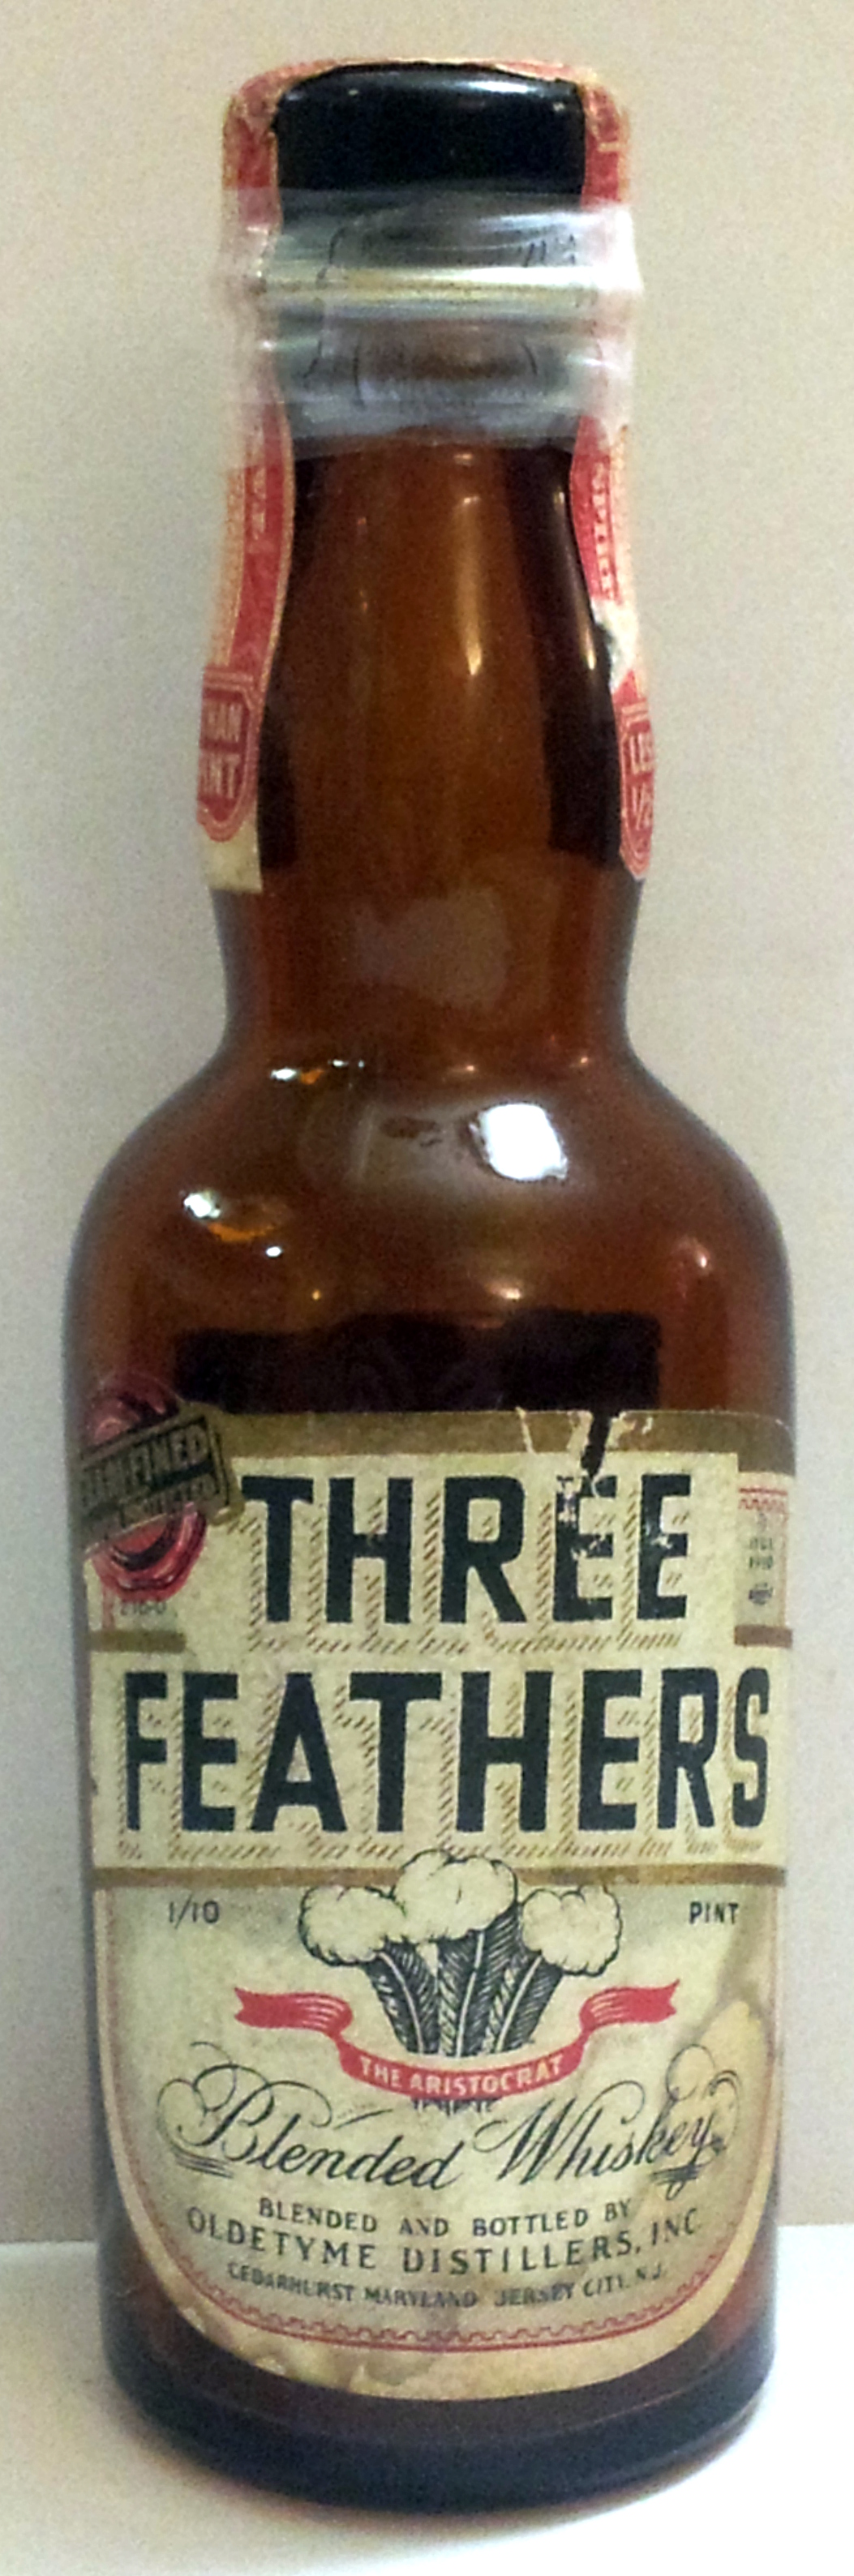 THREE
FEATHERS
1/10 PINT
THE ARISTOCRAT
Blended Whiskey
BLENDED AND BOTTLED BY
OLDETYME DISTILLERS, INC.
CEDARHURST MARYLAND JERSEY CITY, N.J.